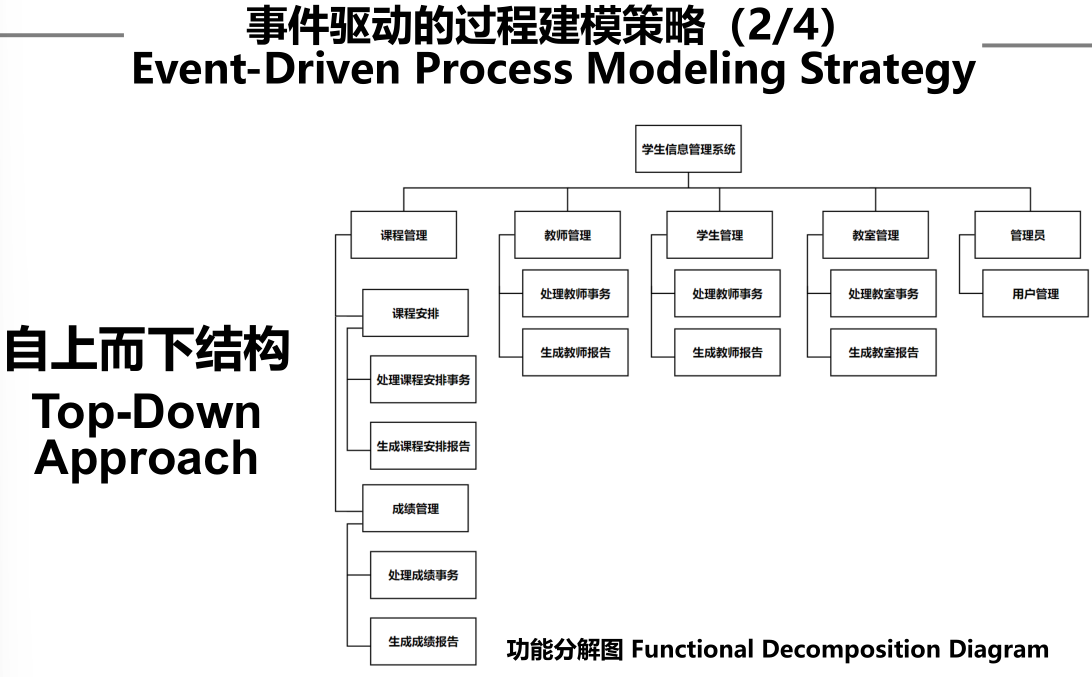 事件驱动的过程建模策略（2/4）
Event-Driven Process Modeling Strategy
自上而下结构
Top-Down
Approach
学生信息管理系统
课程管理
课程安排
处理课程安排事务
生成课程安排报告
成绩管理
处理成绩事务
生成成绩报告
教师管理
处理教师事务
生成教师报告
学生管理
处理教师事务
生成教师报告
教室管理
处理教室事务
生成教室报告
管理员
用户管理
功能分解图 Functional Decomposition Diagram